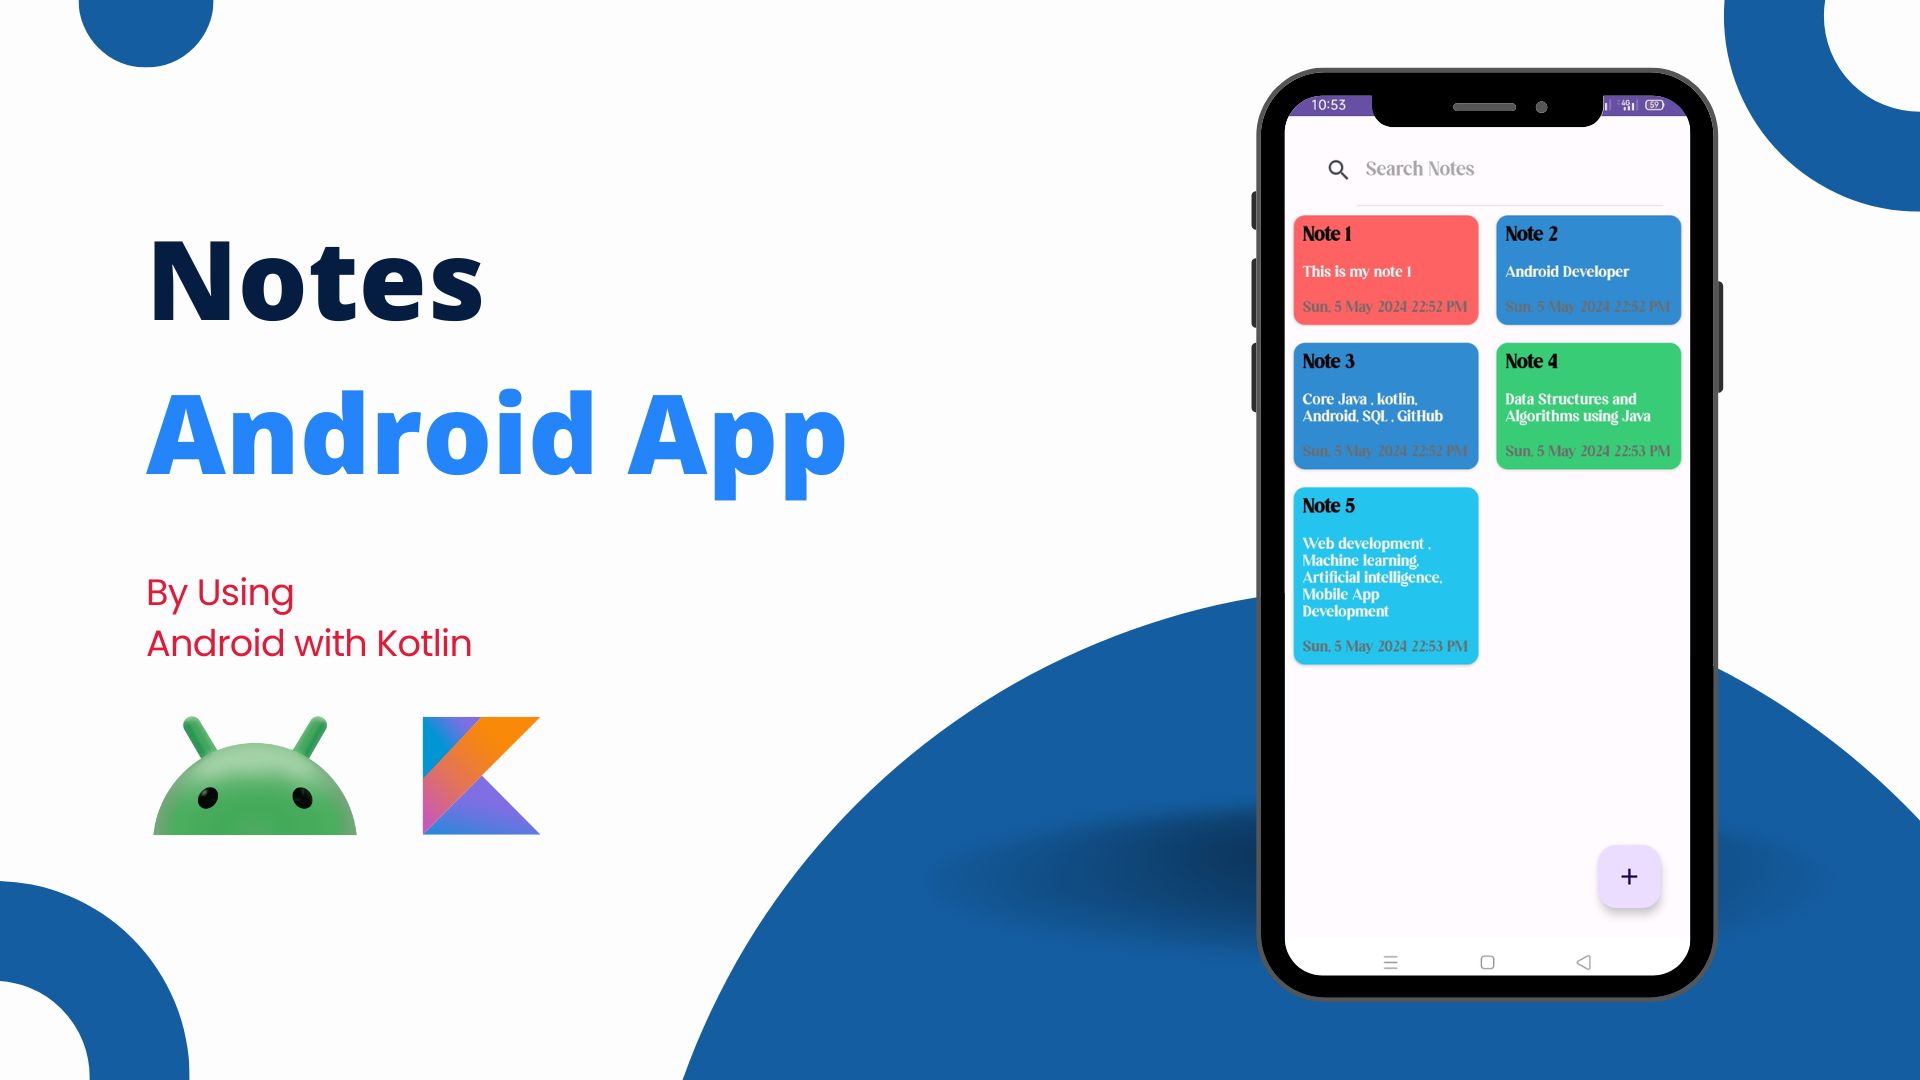 Notes
Android App
By Using
Android with Kotlin
10:53
4G
59
Search Notes
Note 1
This is my note 1
Sun, 5 May 2024 22:52 PM
Note 2
Android Developer
Sun, 5 May 2024 22:52 PM
Note 3
Core Java , kotlin,
Android, SQL , GitHub
Sun, 5 May 2024 22:52 PM
Note 4
Data Structures and
Algorithms using Java
Sun, 5 May 2024 22:53 PM
Note 5
Web development ,
Machine learning,
Artificial intelligence,
Mobile App
Development
Sun, 5 May 2024 22:53 PM